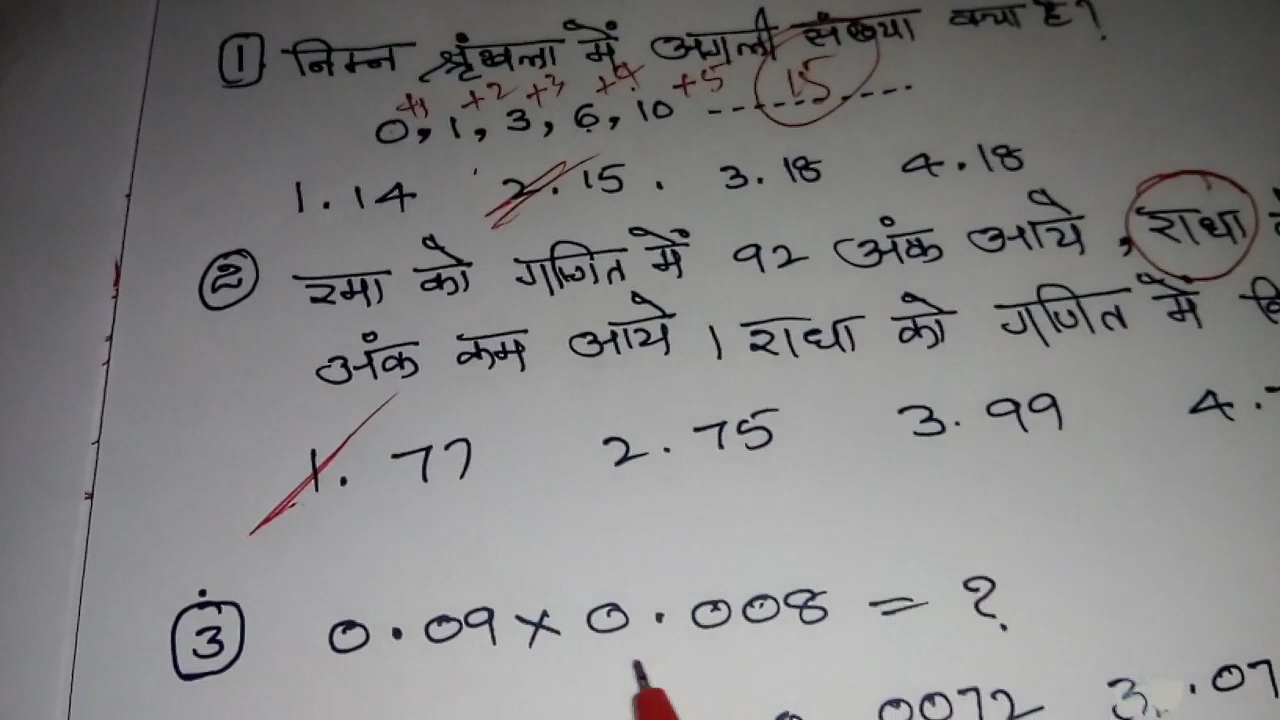 1 निम्न श्रृंखला में अगली संख्या क्या है?
+1 +2 +3 +4 +5
0, 1, 3, 6, 10 ---------- 15
1. 14 2. 15. 3. 18 4. 18
2 रमा को गणित में 92 अंक आये, राधा
अंक कम आये। राधा को गणित में
1. 77 2. 75 3. 99 4.
3 0.09 × 0.008 = ?
0072 3. .07